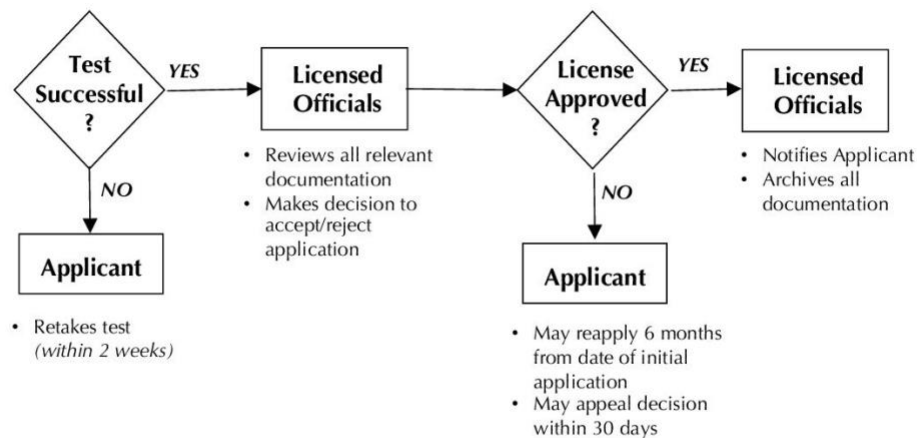 Test
Successful
?
YES
Licensed
Officials
License
Approved
?
YES
Licensed
Officials
• Reviews all relevant
documentation
• Makes decision to
accept/reject
application
• Notifies Applicant
• Archives all
documentation
NO
Applicant
NO
Applicant
• Retakes test
(within 2 weeks)
• May reapply 6 months
from date of initial
application
• May appeal decision
within 30 days